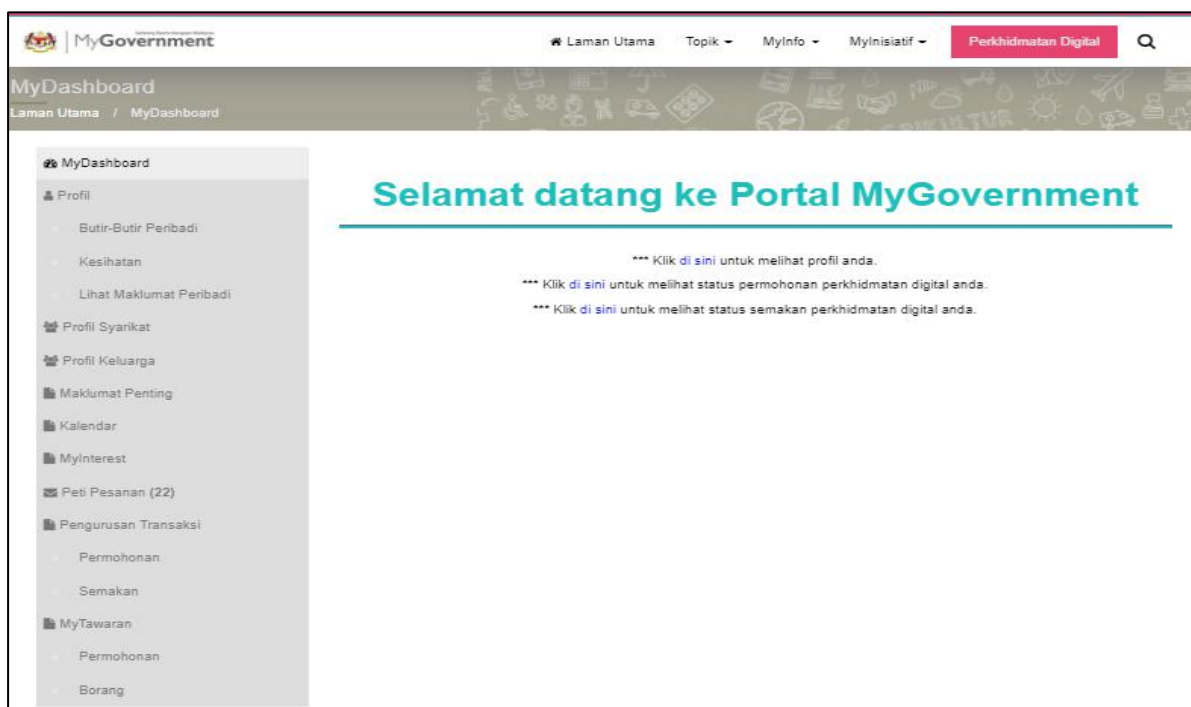 MyGovernment
Laman Utama Topik MyInfo MyInisiatif Perkhidmatan Digital
MyDashboard
Laman Utama / MyDashboard
MyDashboard
Profil
Butir-Butir Peribadi
Kesihatan
Lihat Maklumat Peribadi
Profil Syarikat
Profil Keluarga
Maklumat Penting
Kalendar
MyInterest
Peti Pesanan (22)
Pengurusan Transaksi
Permohonan
Semakan
MyTawaran
Permohonan
Borang
Selamat datang ke Portal MyGovernment
*** Klik di sini untuk melihat profil anda.
*** Klik di sini untuk melihat status permohonan perkhidmatan digital anda.
*** Klik di sini untuk melihat status semakan perkhidmatan digital anda.